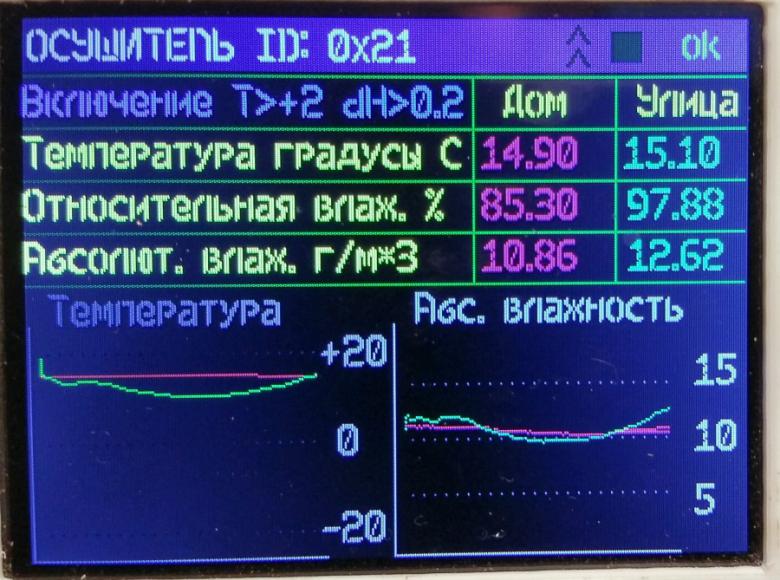 ОСУШИТЕЛЬ ID: 0x21 ok
Включение T>+2 dH>0.2 Дом Улица
Температура градусы С 14.90 15.10
Относительная влаж. % 85.30 97.88
Абсолют. влаж. г/м*3 10.86 12.62
Температура Абс. влажность
+20 15
0 10
-20 5